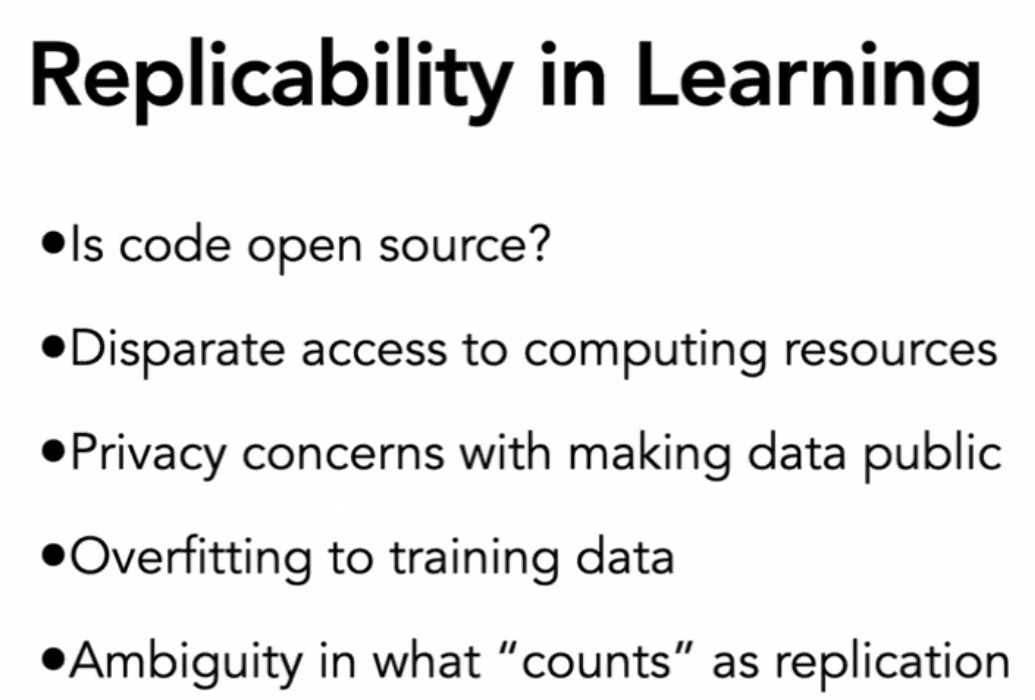 Replicability in Learning
•Is code open source?
•Disparate access to computing resources
•Privacy concerns with making data public
•Overfitting to training data
•Ambiguity in what “counts” as replication